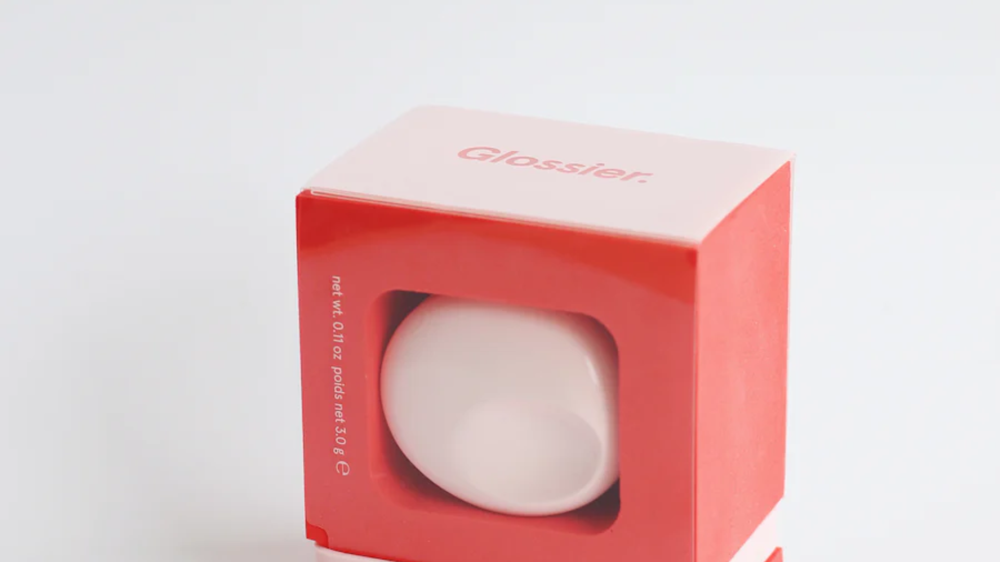 Glossier.
net wt. 0.11 oz poids net 3.0 g ℮